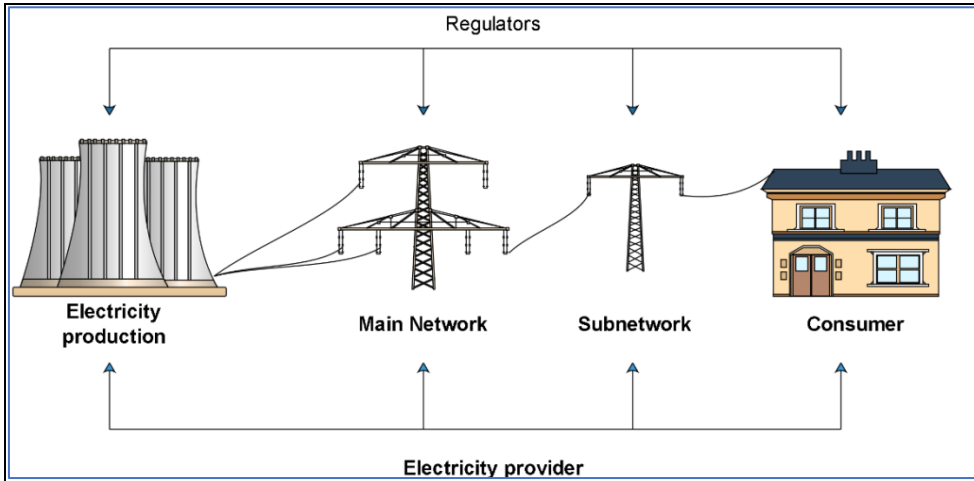 Regulators
Electricity
production
Main Network
Subnetwork
Consumer
Electricity provider